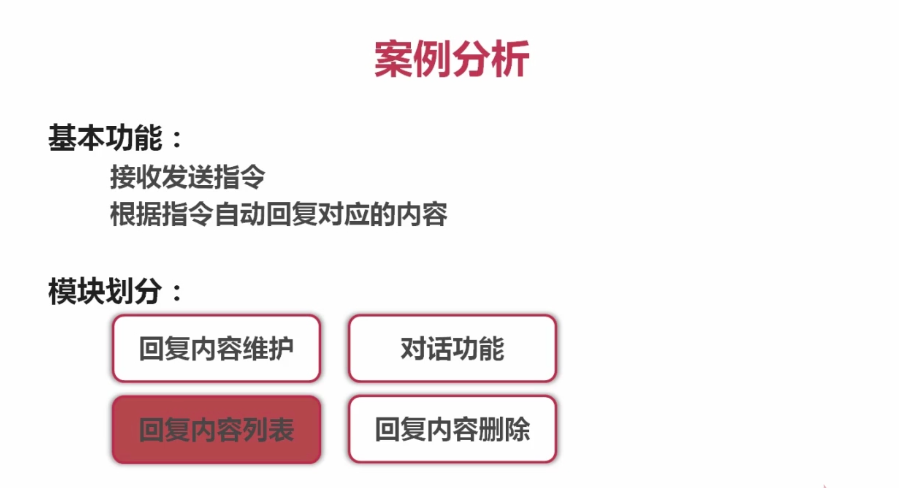 案例分析
基本功能：
接收发送指令
根据指令自动回复对应的内容
模块划分：
回复内容维护
对话功能
回复内容列表
回复内容删除